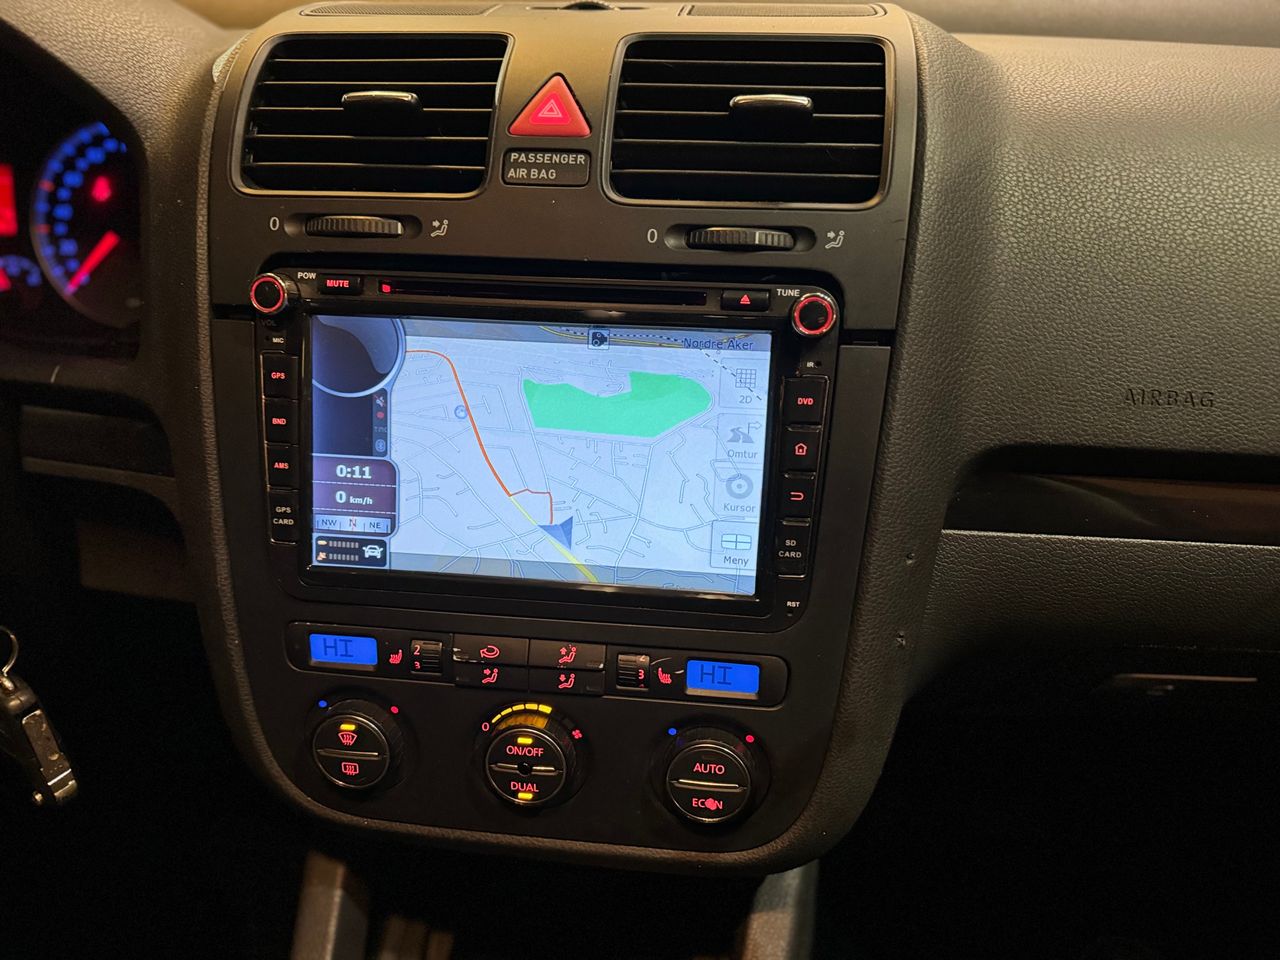 PASSENGER
AIR BAG
0
0
POW
MUTE
TUNE
VOL
MIC
IR
GPS
BND
AMS
GPS
CARD
DVD
SD
CARD
RST
Nordre Aker
2D
Omtur
Kursor
Meny
TMC
0:11
0 km/h
NW N NE
AIRBAG
HI
2
3
3
HI
0
ON/OFF
DUAL
AUTO
ECON